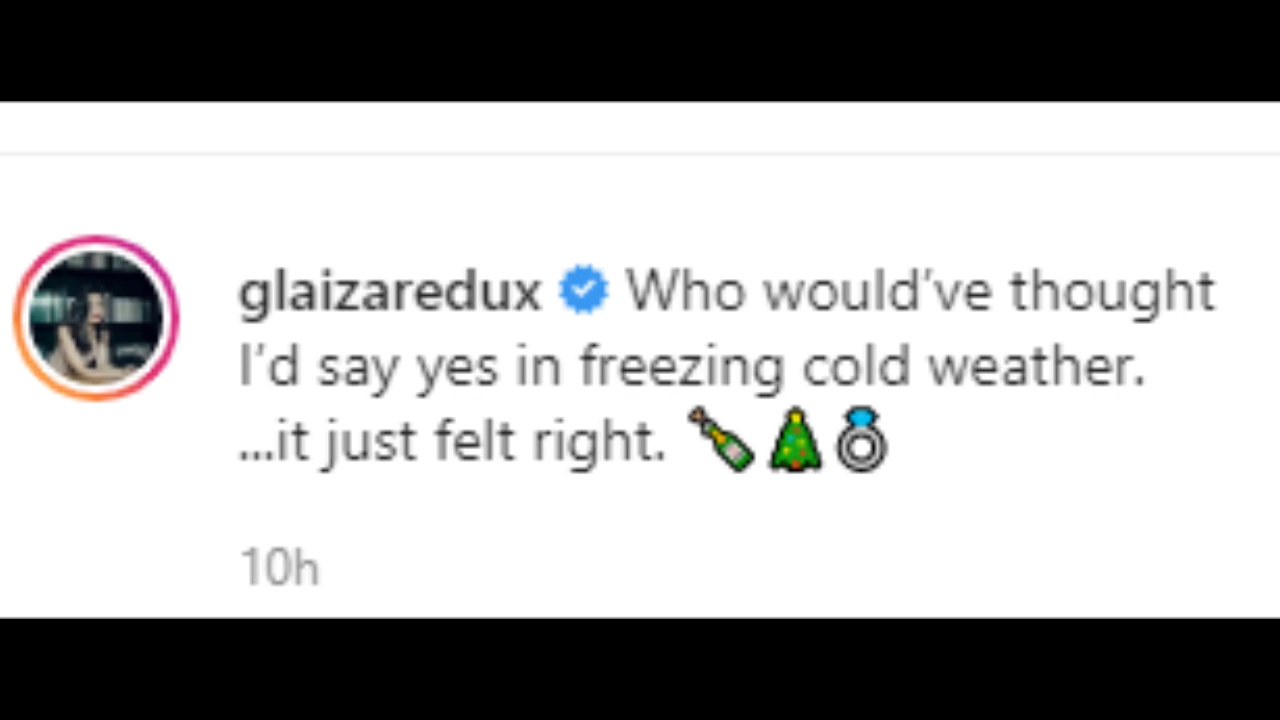 glaizaredux Who would've thought
I'd say yes in freezing cold weather.
...it just felt right. 🍾🎄💍
10h